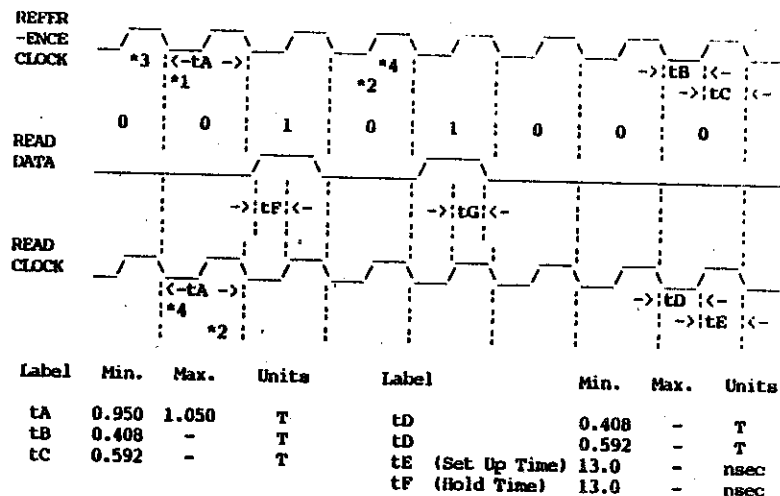 REFFR
-ENCE
CLOCK
*3 <-tA -> *4 ->tB<-
*1 *2 ->tC<-
0 0 1 0 1 0 0 0
READ
DATA
->tF<- ->tG<-
READ
CLOCK
<-tA -> ->tD<-
*4 ->tE<-
*2
Label Min. Max. Units Label Min. Max. Units
tA 0.950 1.050 T tD 0.408 - T
tB 0.408 - T tD 0.592 - T
tC 0.592 - T tE (Set Up Time) 13.0 - nsec
tF (Hold Time) 13.0 - nsec